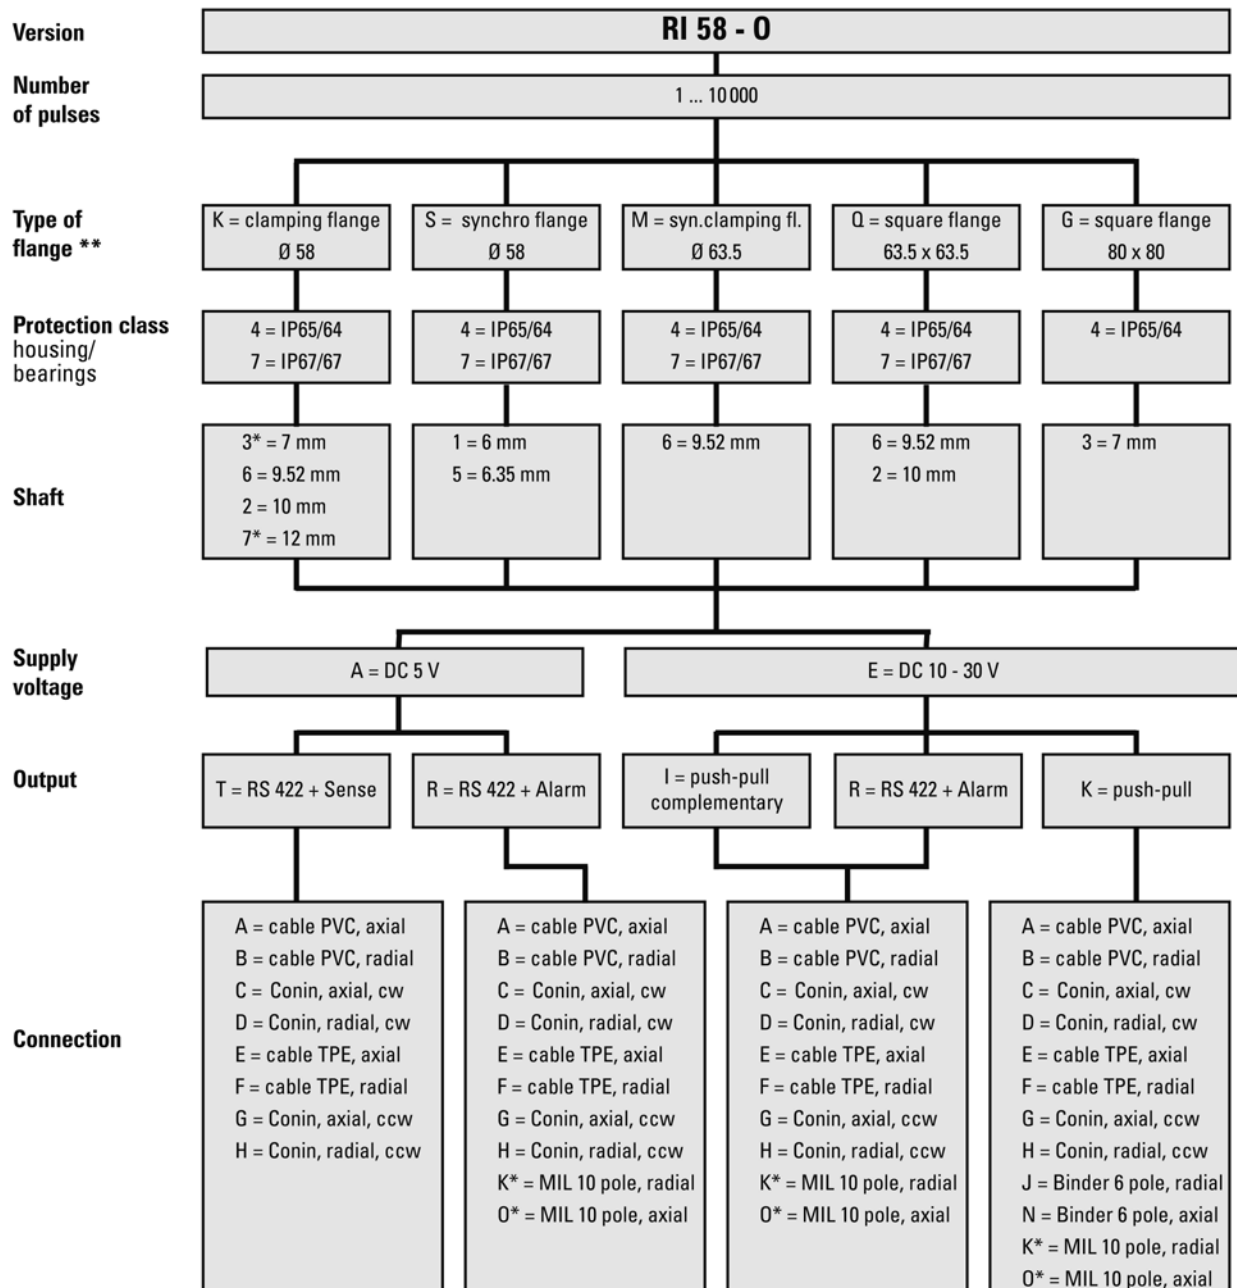 Version
RI 58 - O
Number
of pulses
1 ... 10 000
Type of
flange **
K = clamping flange
Ø 58
S = synchro flange
Ø 58
M = syn.clamping fl.
Ø 63.5
Q = square flange
63.5 x 63.5
G = square flange
80 x 80
Protection class
housing/
bearings
4 = IP65/64
7 = IP67/67
4 = IP65/64
7 = IP67/67
4 = IP65/64
7 = IP67/67
4 = IP65/64
7 = IP67/67
4 = IP65/64
Shaft
3* = 7 mm
6 = 9.52 mm
2 = 10 mm
7* = 12 mm
1 = 6 mm
5 = 6.35 mm
6 = 9.52 mm
6 = 9.52 mm
2 = 10 mm
3 = 7 mm
Supply
voltage
A = DC 5 V
E = DC 10 - 30 V
Output
T = RS 422 + Sense
R = RS 422 + Alarm
I = push-pull
complementary
R = RS 422 + Alarm
K = push-pull
Connection
A = cable PVC, axial
B = cable PVC, radial
C = Conin, axial, cw
D = Conin, radial, cw
E = cable TPE, axial
F = cable TPE, radial
G = Conin, axial, ccw
H = Conin, radial, ccw
A = cable PVC, axial
B = cable PVC, radial
C = Conin, axial, cw
D = Conin, radial, cw
E = cable TPE, axial
F = cable TPE, radial
G = Conin, axial, ccw
H = Conin, radial, ccw
K* = MIL 10 pole, radial
O* = MIL 10 pole, axial
A = cable PVC, axial
B = cable PVC, radial
C = Conin, axial, cw
D = Conin, radial, cw
E = cable TPE, axial
F = cable TPE, radial
G = Conin, axial, ccw
H = Conin, radial, ccw
K* = MIL 10 pole, radial
O* = MIL 10 pole, axial
A = cable PVC, axial
B = cable PVC, radial
C = Conin, axial, cw
D = Conin, radial, cw
E = cable TPE, axial
F = cable TPE, radial
G = Conin, axial, ccw
H = Conin, radial, ccw
J = Binder 6 pole, radial
N = Binder 6 pole, axial
K* = MIL 10 pole, radial
O* = MIL 10 pole, axial